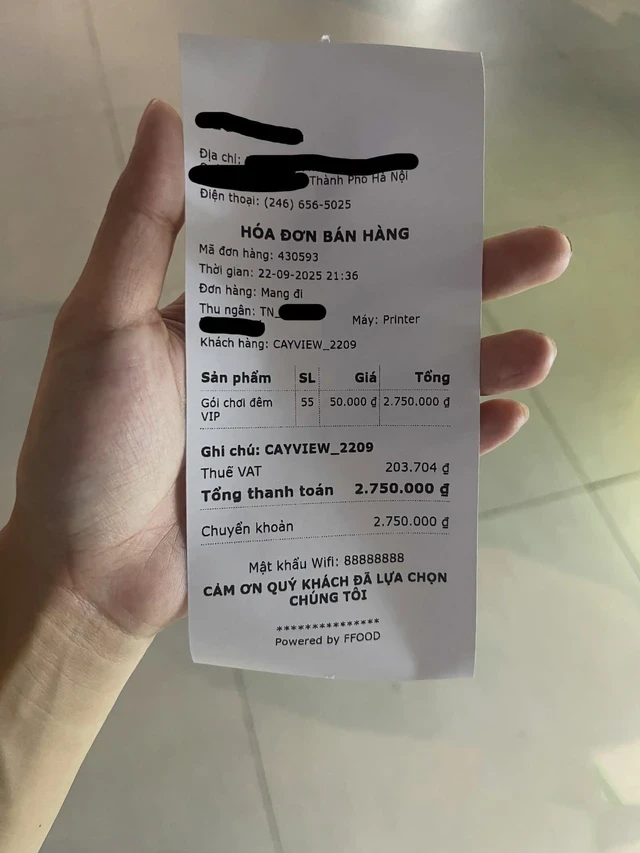 Địa chỉ:
Thành Phố Hà Nội
Điện thoại: (246) 656-5025
HÓA ĐƠN BÁN HÀNG
Mã đơn hàng: 430593
Thời gian: 22-09-2025 21:36
Đơn hàng: Mang đi
Thu ngân: TN_
Máy: Printer
Khách hàng: CAYVIEW_2209
Sản phẩm SL Giá Tổng
Gói chơi đêm 55 50.000 ₫ 2.750.000 ₫
VIP
Ghi chú: CAYVIEW_2209
Thuế VAT 203.704 ₫
Tổng thanh toán 2.750.000 ₫
Chuyển khoản 2.750.000 ₫
Mật khẩu Wifi: 88888888
CẢM ƠN QUÝ KHÁCH ĐÃ LỰA CHỌN
CHÚNG TÔI
***************
Powered by FFOOD